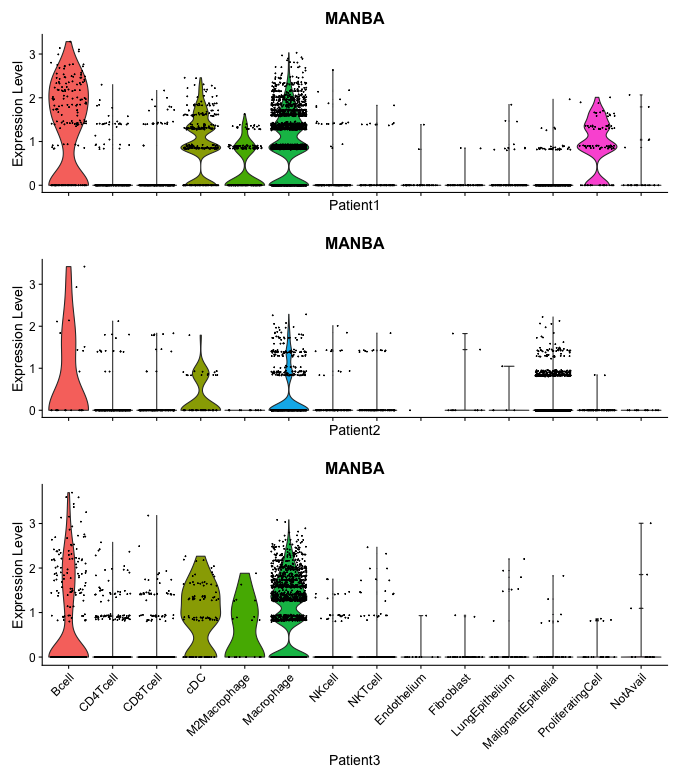 MANBA
Expression Level
3
2
1
0
Patient1
MANBA
Expression Level
3
2
1
0
Patient2
MANBA
Expression Level
3
2
1
0
Bcell
CD4Tcell
CD8Tcell
cDC
M2Macrophage
Macrophage
NKcell
NKTcell
Endothelium
Fibroblast
LungEpithelium
MalignantEpithelial
ProliferatingCell
NotAvail
Patient3